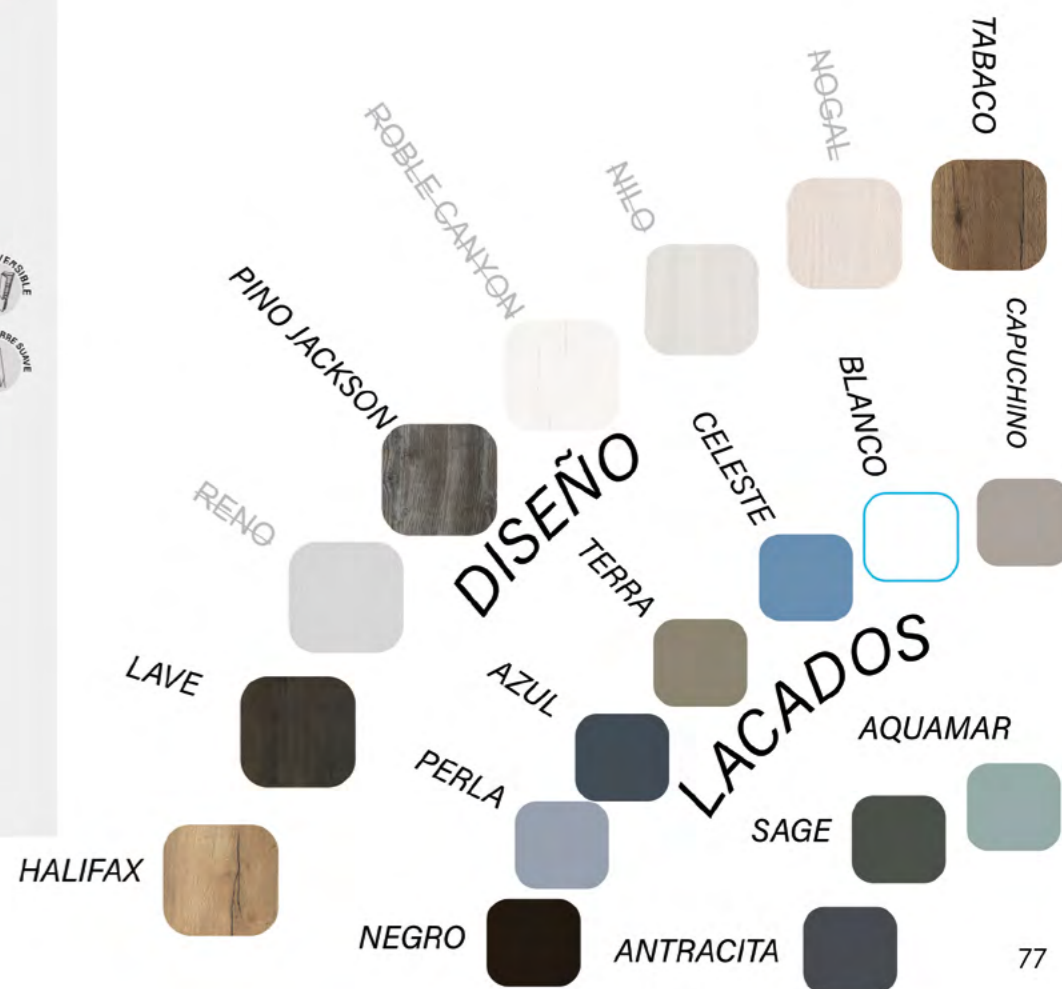 TABACO
NOGAL
NILO
ROBLE CANYON
PINO JACKSON
RENO
LAVE
HALIFAX
DISEÑO
CAPUCHINO
BLANCO
CELESTE
TERRA
AZUL
PERLA
NEGRO
LACADOS
AQUAMAR
SAGE
ANTRACITA
SUAVE
77